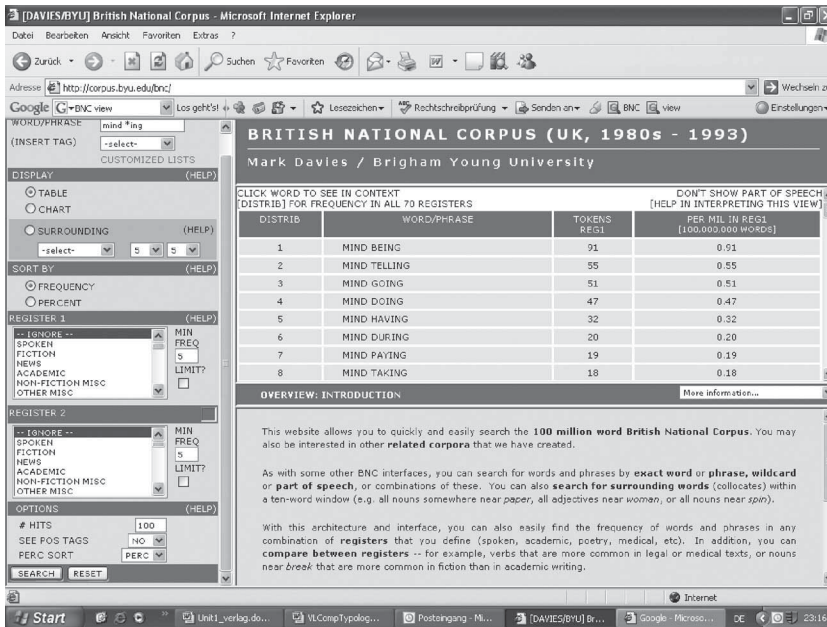 [DAVIES/BYU] British National Corpus - Microsoft Internet Explorer
Datei Bearbeiten Ansicht Favoriten Extras ?
Zurück Suchen Favoriten
Adresse http://corpus.byu.edu/bnc/ Wechseln zu
Google G BNC view Los geht's! Lesezeichen Rechtschreibprüfung Senden an BNC view Einstellungen
WORD/PHRASE mind *ing
(INSERT TAG) -select-
CUSTOMIZED LISTS
DISPLAY (HELP)
TABLE
CHART
SURROUNDING (HELP)
-select- 5 5
SORT BY (HELP)
FREQUENCY
PERCENT
REGISTER 1 (HELP)
-- IGNORE --
SPOKEN
FICTION
NEWS
ACADEMIC
NON-FICTION MISC
OTHER MISC
MIN
FREQ
5
LIMIT?
REGISTER 2
-- IGNORE --
SPOKEN
FICTION
NEWS
ACADEMIC
NON-FICTION MISC
OTHER MISC
MIN
FREQ
5
LIMIT?
OPTIONS (HELP)
# HITS 100
SEE POS TAGS NO
PERC SORT PERC
SEARCH RESET
BRITISH NATIONAL CORPUS (UK, 1980s - 1993)
Mark Davies / Brigham Young University
CLICK WORD TO SEE IN CONTEXT DON'T SHOW PART OF SPEECH
[DISTRIB] FOR FREQUENCY IN ALL 70 REGISTERS [HELP IN INTERPRETING THIS VIEW]
DISTRIB WORD/PHRASE TOKENS REG1 PER MIL IN REG1 [100,000,000 WORDS]
1 MIND BEING 91 0.91
2 MIND TELLING 55 0.55
3 MIND GOING 51 0.51
4 MIND DOING 47 0.47
5 MIND HAVING 32 0.32
6 MIND DURING 20 0.20
7 MIND PAYING 19 0.19
8 MIND TAKING 18 0.18
OVERVIEW: INTRODUCTION More information...
This website allows you to quickly and easily search the 100 million word British National Corpus. You may
also be interested in other related corpora that we have created.
As with some other BNC interfaces, you can search for words and phrases by exact word or phrase, wildcard
or part of speech, or combinations of these. You can also search for surrounding words (collocates) within
a ten-word window (e.g. all nouns somewhere near paper, all adjectives near woman, or all nouns near spin).
With this architecture and interface, you can also easily find the frequency of words and phrases in any
combination of registers that you define (spoken, academic, poetry, medical, etc). In addition, you can
compare between registers -- for example, verbs that are more common in legal or medical texts, or nouns
near break that are more common in fiction than in academic writing.
Internet
Start Unit1_verlag.do... VLCompTypolog... Posteingang - Mi... [DAVIES/BYU] Br... Google - Microso... DE 23:16